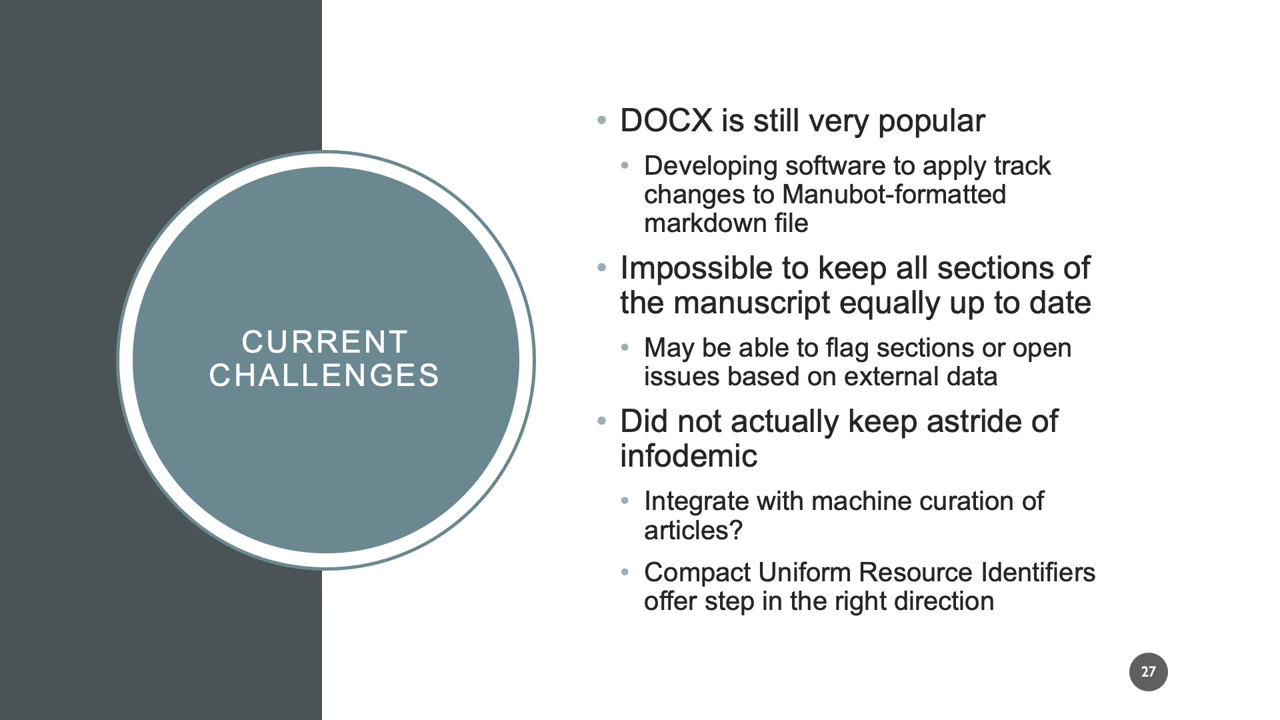 CURRENT
CHALLENGES
• DOCX is still very popular
• Developing software to apply track
changes to Manubot-formatted
markdown file
• Impossible to keep all sections of
the manuscript equally up to date
• May be able to flag sections or open
issues based on external data
• Did not actually keep astride of
infodemic
• Integrate with machine curation of
articles?
• Compact Uniform Resource Identifiers
offer step in the right direction
27